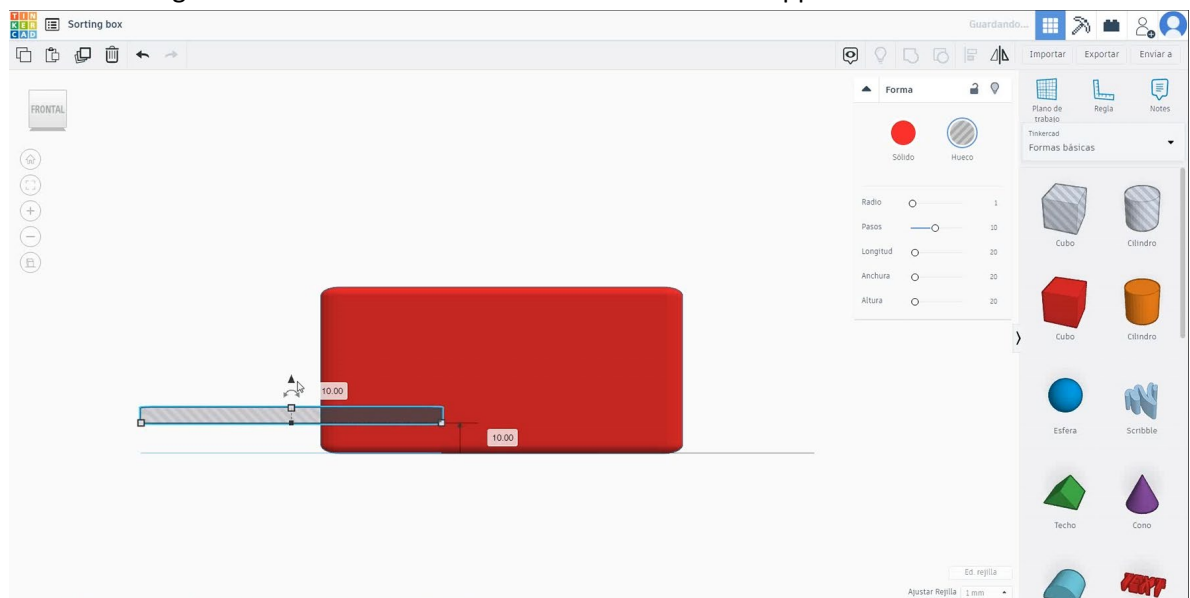 TIN
KER
CAD
Sorting box
Guardando...
Importar
Exportar
Enviar a
FRONTAL
Forma
Sólido
Hueco
Radio 1
Pasos 10
Longitud 20
Anchura 20
Altura 20
Plano de
trabajo
Regla
Notes
Tinkercad
Formas básicas
Cubo
Cilindro
Cubo
Cilindro
Esfera
Scribble
Techo
Cono
TEXT
10.00
10.00
Ed. rejilla
Ajustar Rejilla 1 mm